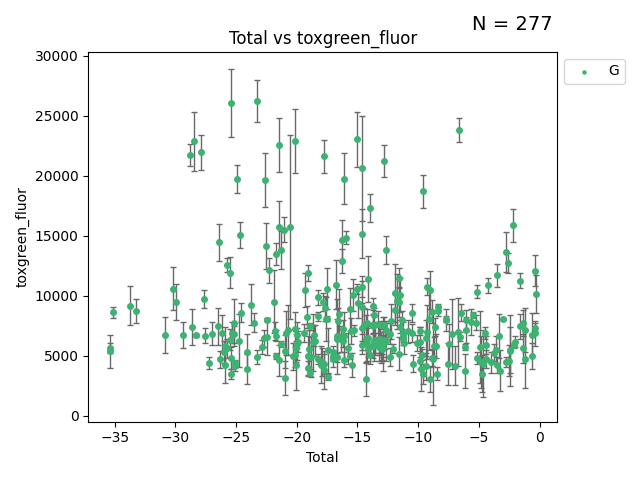 N = 277
Total vs toxgreen_fluor
30000
25000
20000
15000
10000
5000
0
toxgreen_fluor
−35 −30 −25 −20 −15 −10 −5 0
Total
G